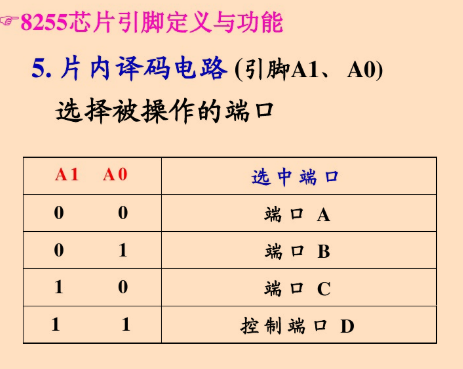 ☞8255芯片引脚定义与功能
5. 片内译码电路 (引脚A1、 A0)
选择被操作的端口
A1 A0 选中端口
0 0 端口 A
0 1 端口 B
1 0 端口 C
1 1 控制端口 D